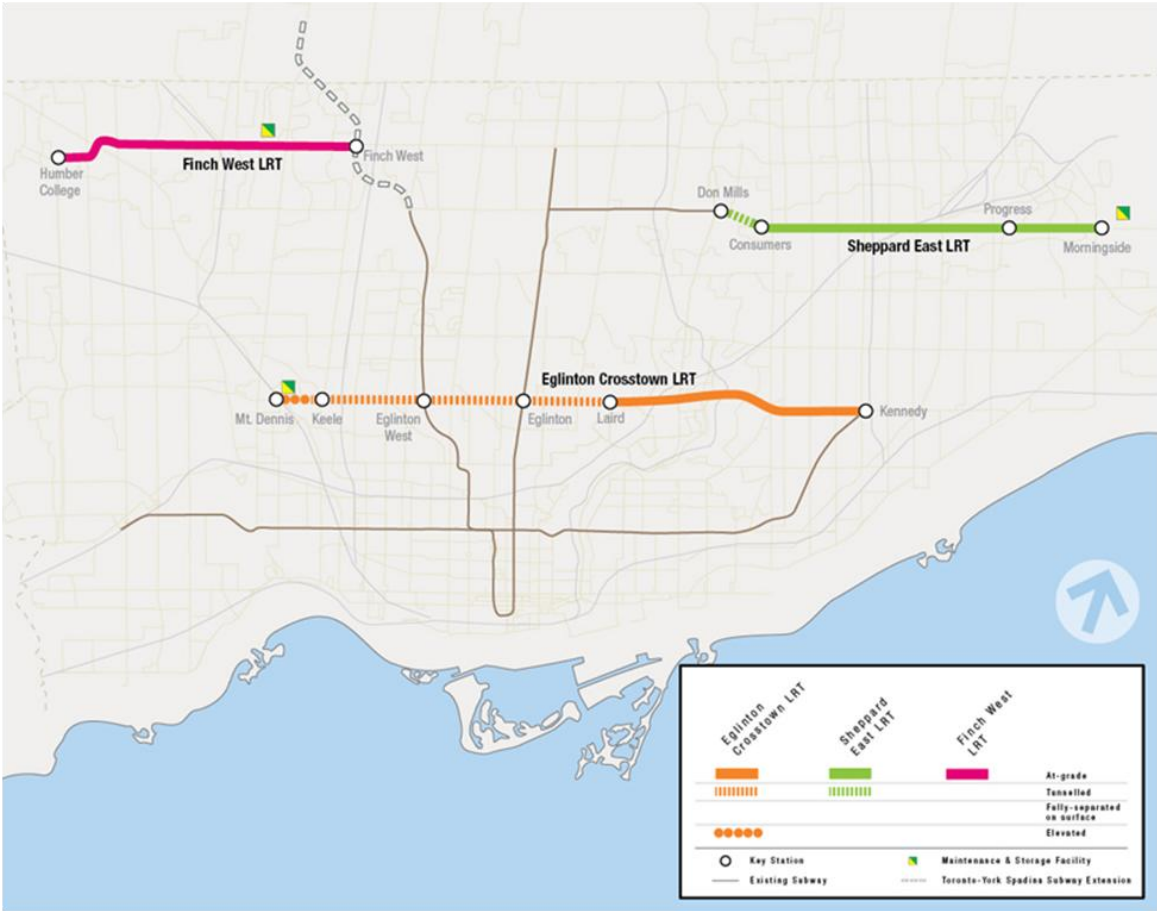 Finch West LRT
Finch West
Humber
College
Don Mills
Consumers
Progress
Sheppard East LRT
Morningside
Eglinton Crosstown LRT
Mt. Dennis
Keele
Eglinton
West
Eglinton
Laird
Kennedy
Eglinton
Crosstown LRT
Sheppard
East LRT
Finch West
LRT
At-grade
Tunnelled
Fully-separated
on surface
Elevated
Key Station
Maintenance & Storage Facility
Existing Subway
Toronto-York Spadina Subway Extension